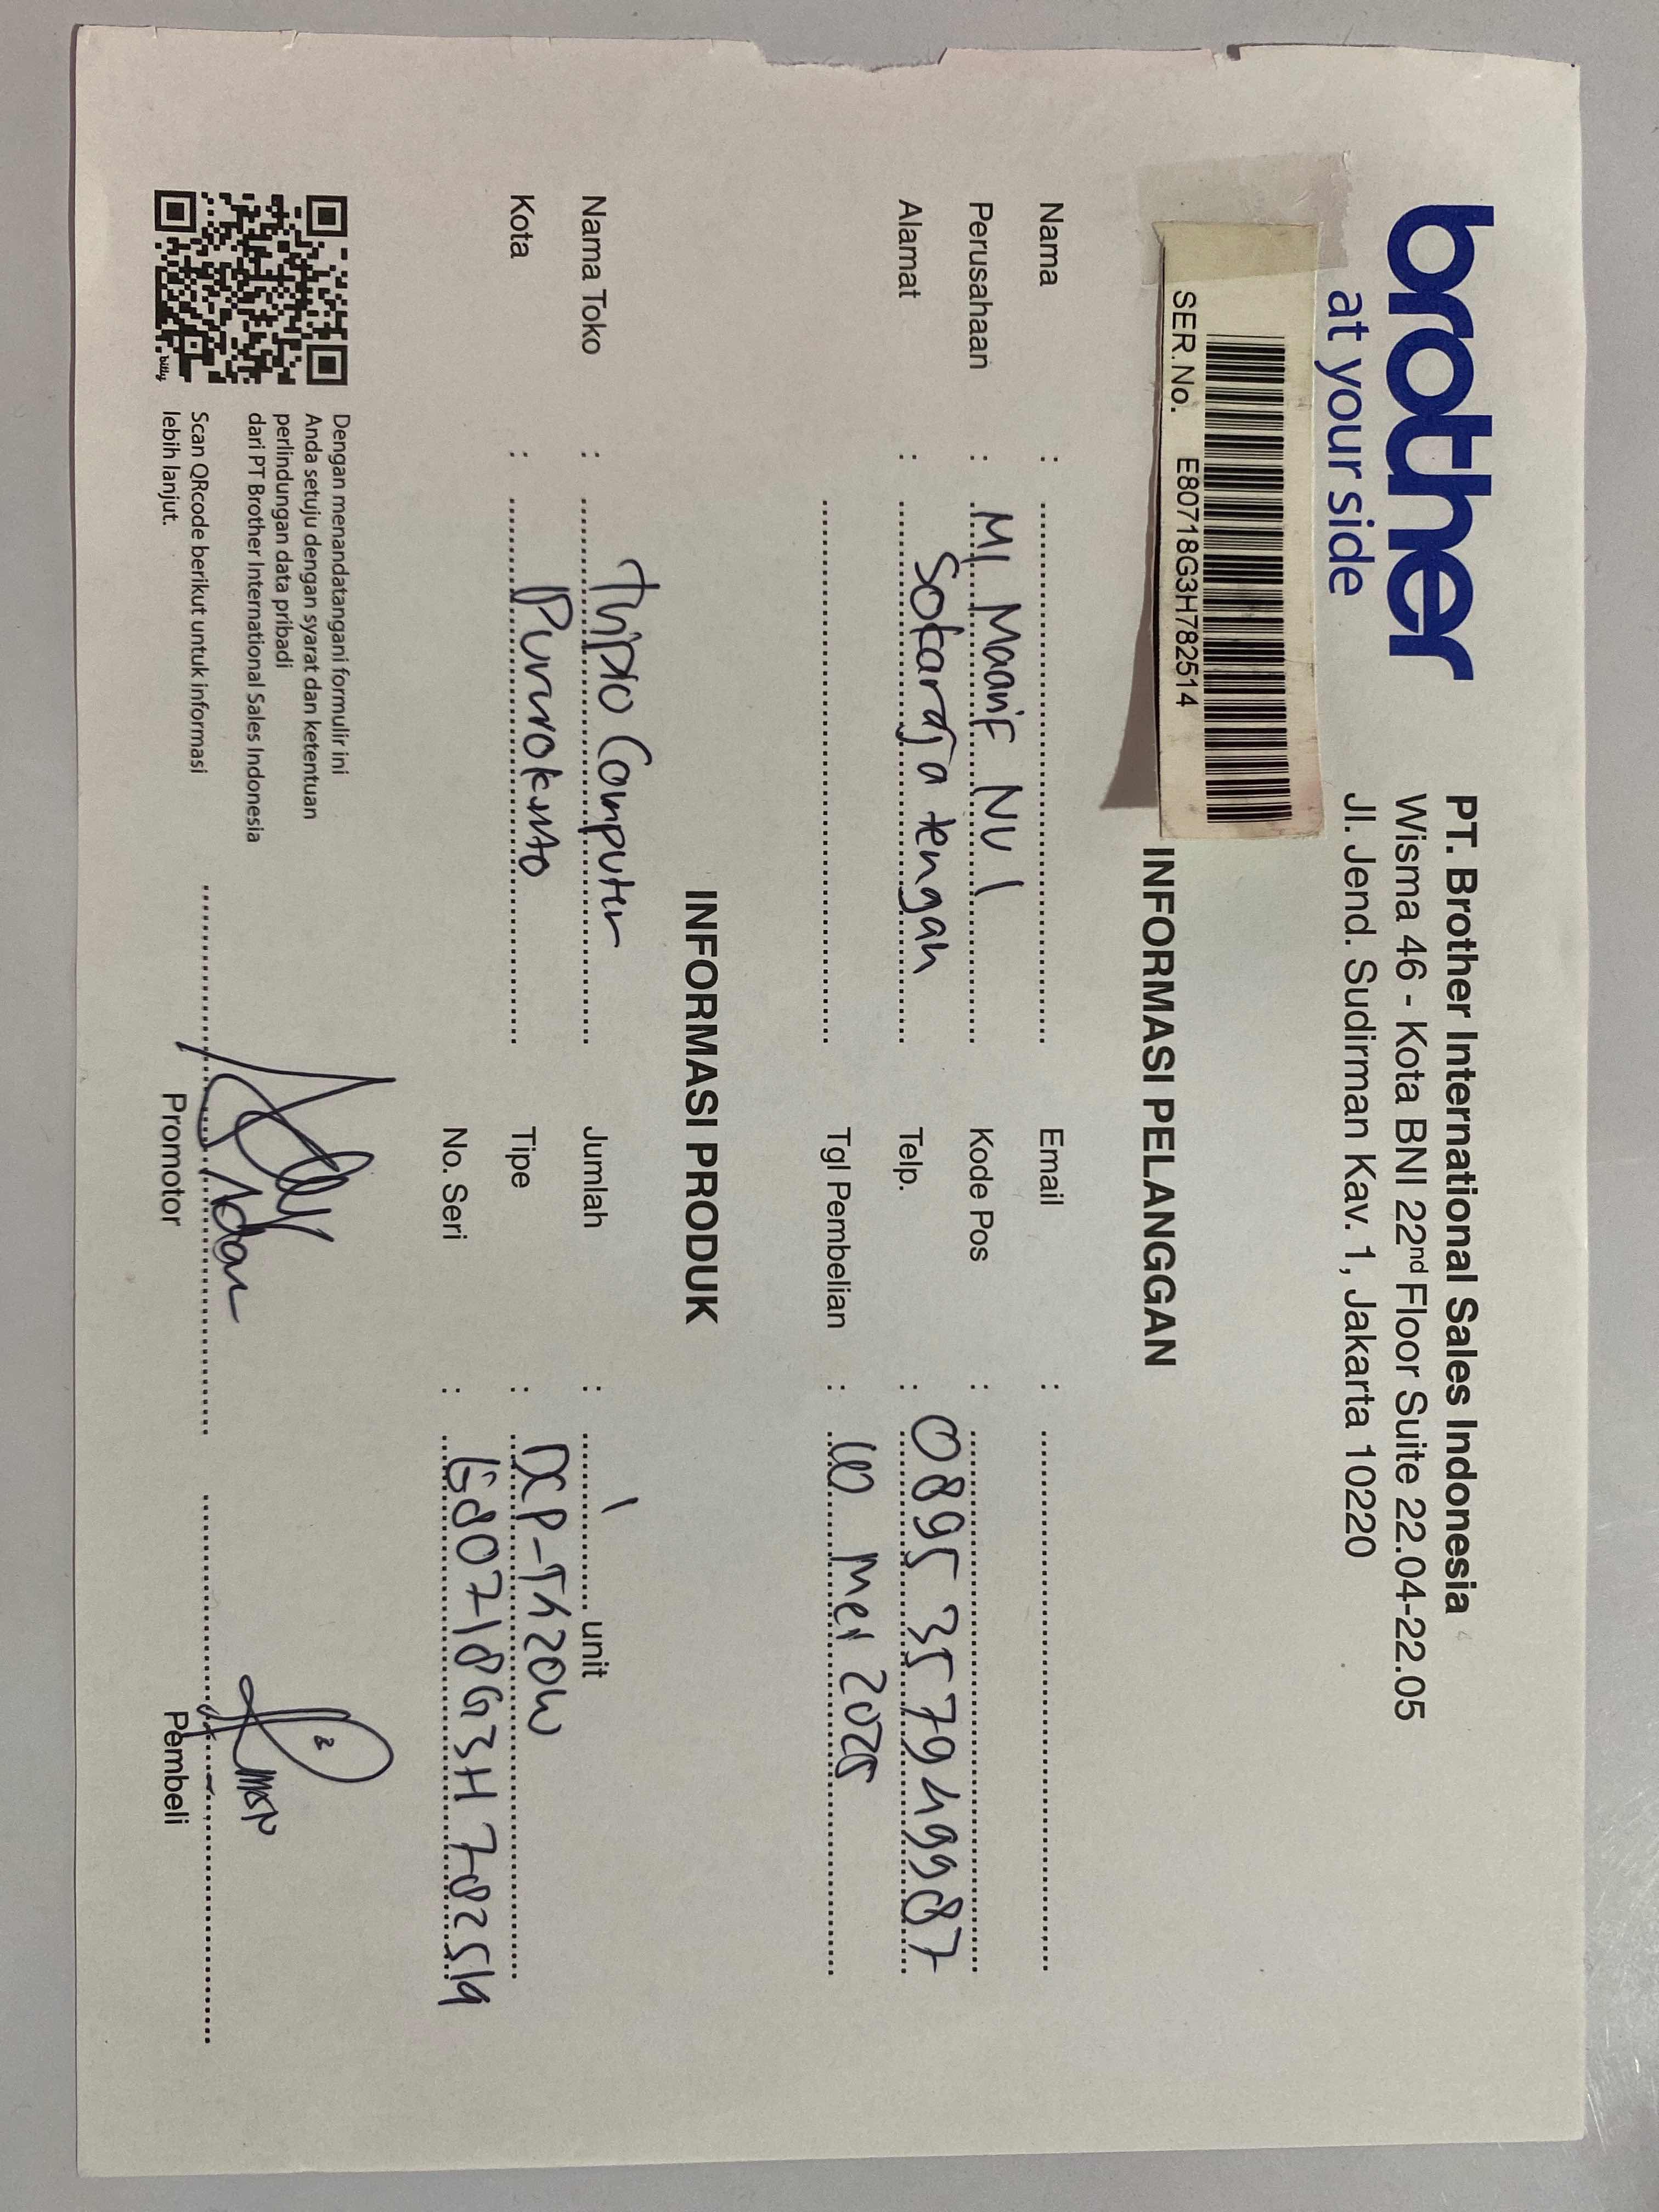 brother
at your side
PT. Brother International Sales Indonesia
Wisma 46 - Kota BNI 22nd Floor Suite 22.04-22.05
Jl. Jend. Sudirman Kav. 1, Jakarta 10220
SER. No. E80718G3H782514
INFORMASI PELANGGAN
Nama :
Email :
Perusahaan : MI Maarif NU 1
Kode Pos :
Alamat : Sokaraja tengah
Telp. : 0895 3579 49987
Tgl Pembelian : 10 Mei 2025
INFORMASI PRODUK
Nama Toko : Computer
Jumlah : 1 unit
Kota : Purwokerto
Tipe : DCP-T420W
No. Seri : E80718G3H782514
Dengan menandatangani formulir ini
Anda setuju dengan syarat dan ketentuan
perlindungan data pribadi
dari PT Brother International Sales Indonesia
Scan QRcode berikut untuk informasi
lebih lanjut.
bitly
Promotor
Pembeli